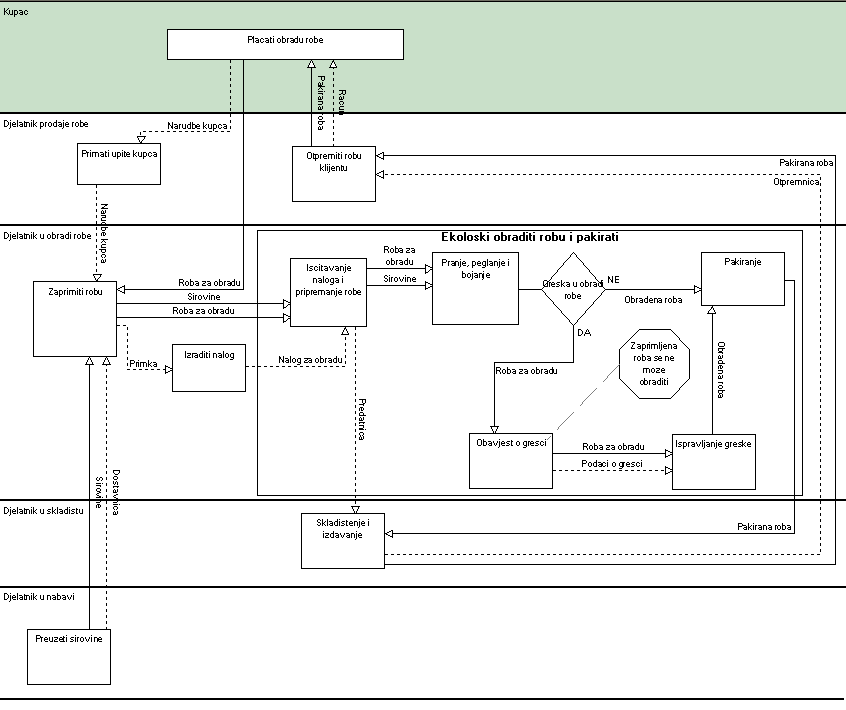 Kupac
Placati obradu robe
Pakirana roba
Racun
Djelatnik prodaje robe
Narudbe kupca
Primati upite kupca
Otpremiti robu
klijentu
Pakirana roba
Otpremnica
Narudbe kupca
Djelatnik u obradi robe
Ekoloski obraditi robu i pakirati
Roba za
obradu
Sirovine
Iscitavanje
naloga i
pripremanje robe
Pranje, peglanje i
bojanje
Greska u obradi
robe
NE
Obradena roba
Pakiranje
Zaprimiti robu
Roba za obradu
Sirovine
Roba za obradu
DA
Primka
Izraditi nalog
Nalog za obradu
Roba za obradu
Zaprimljena
roba se ne
moze
obraditi
Obradena roba
Predatnica
Obavjest o gresci
Roba za obradu
Podaci o gresci
Ispravljanje greske
Dostavnica
Sirovine
Djelatnik u skladistu
Skladistenje i
izdavanje
Pakirana roba
Djelatnik u nabavi
Preuzeti sirovine